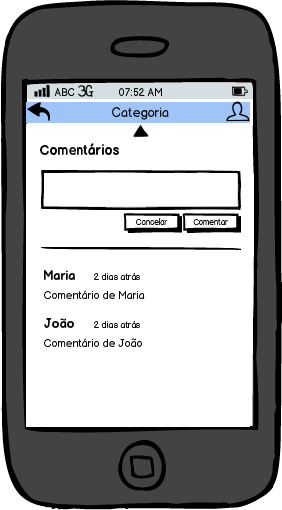 ABC 3G 07:52 AM
Categoria
Comentários
Cancelar Comentar
Maria 2 dias atrás
Comentário de Maria
João 2 dias atrás
Comentário de João